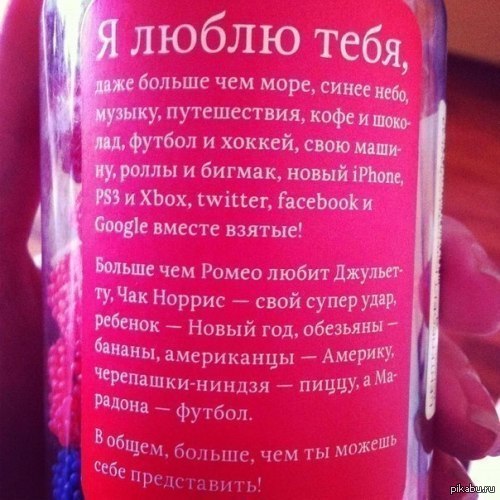 Я люблю тебя,
даже больше чем море, синее небо,
музыку, путешествия, кофе и шоко-
лад, футбол и хоккей, свою маши-
ну, роллы и бигмак, новый iPhone,
PS3 и Xbox, twitter, facebook и
Google вместе взятые!
Больше чем Ромео любит Джульет-
ту, Чак Норрис — свой супер удар,
ребенок — Новый год, обезьяны —
бананы, американцы — Америку,
черепашки-ниндзя — пиццу, а Ма-
радона — футбол.
В общем, больше, чем ты можешь
себе представить!
pikabu.ru